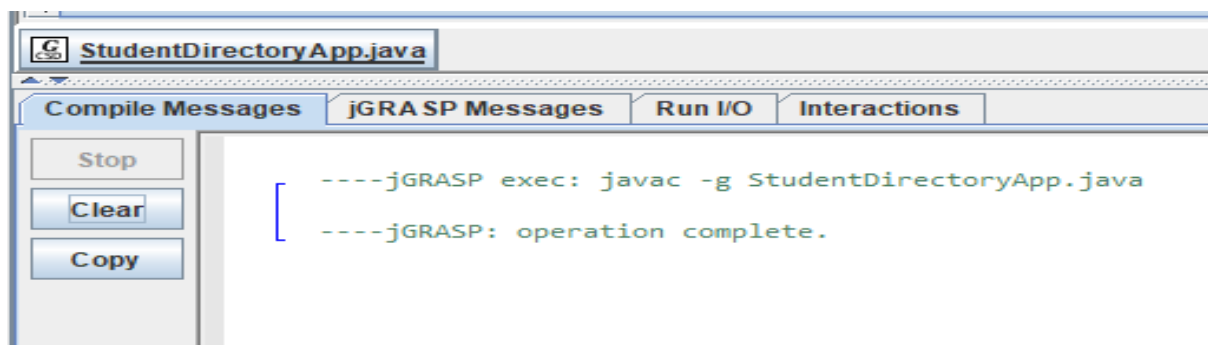 StudentDirectoryApp.java
Compile Messages jGRASP Messages Run I/O Interactions
Stop
Clear
Copy
----jGRASP exec: javac -g StudentDirectoryApp.java
----jGRASP: operation complete.